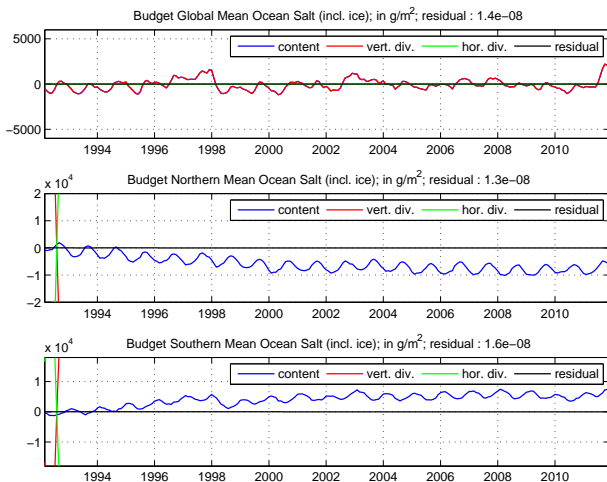 Budget Global Mean Ocean Salt (incl. ice); in g/m²; residual : 1.4e−08
content vert. div. hor. div. residual
5000
0
−5000
1994 1996 1998 2000 2002 2004 2006 2008 2010
x 10⁴ Budget Northern Mean Ocean Salt (incl. ice); in g/m²; residual : 1.3e−08
content vert. div. hor. div. residual
2
1
0
−1
−2
1994 1996 1998 2000 2002 2004 2006 2008 2010
x 10⁴ Budget Southern Mean Ocean Salt (incl. ice); in g/m²; residual : 1.6e−08
content vert. div. hor. div. residual
1
0
−1
1994 1996 1998 2000 2002 2004 2006 2008 2010